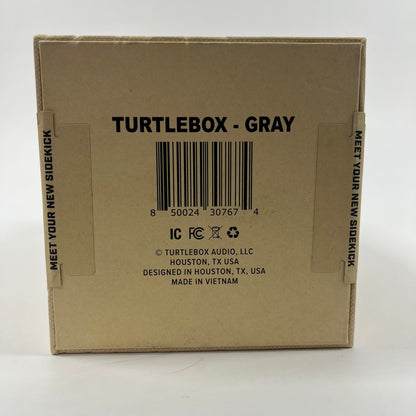 TURTLEBOX - GRAY
8 50024 30767 4
IC FC
© TURTLEBOX AUDIO, LLC
HOUSTON, TX USA
DESIGNED IN HOUSTON, TX, USA
MADE IN VIETNAM
MEET YOUR NEW SIDEKICK
MEET YOUR NEW SIDEKICK